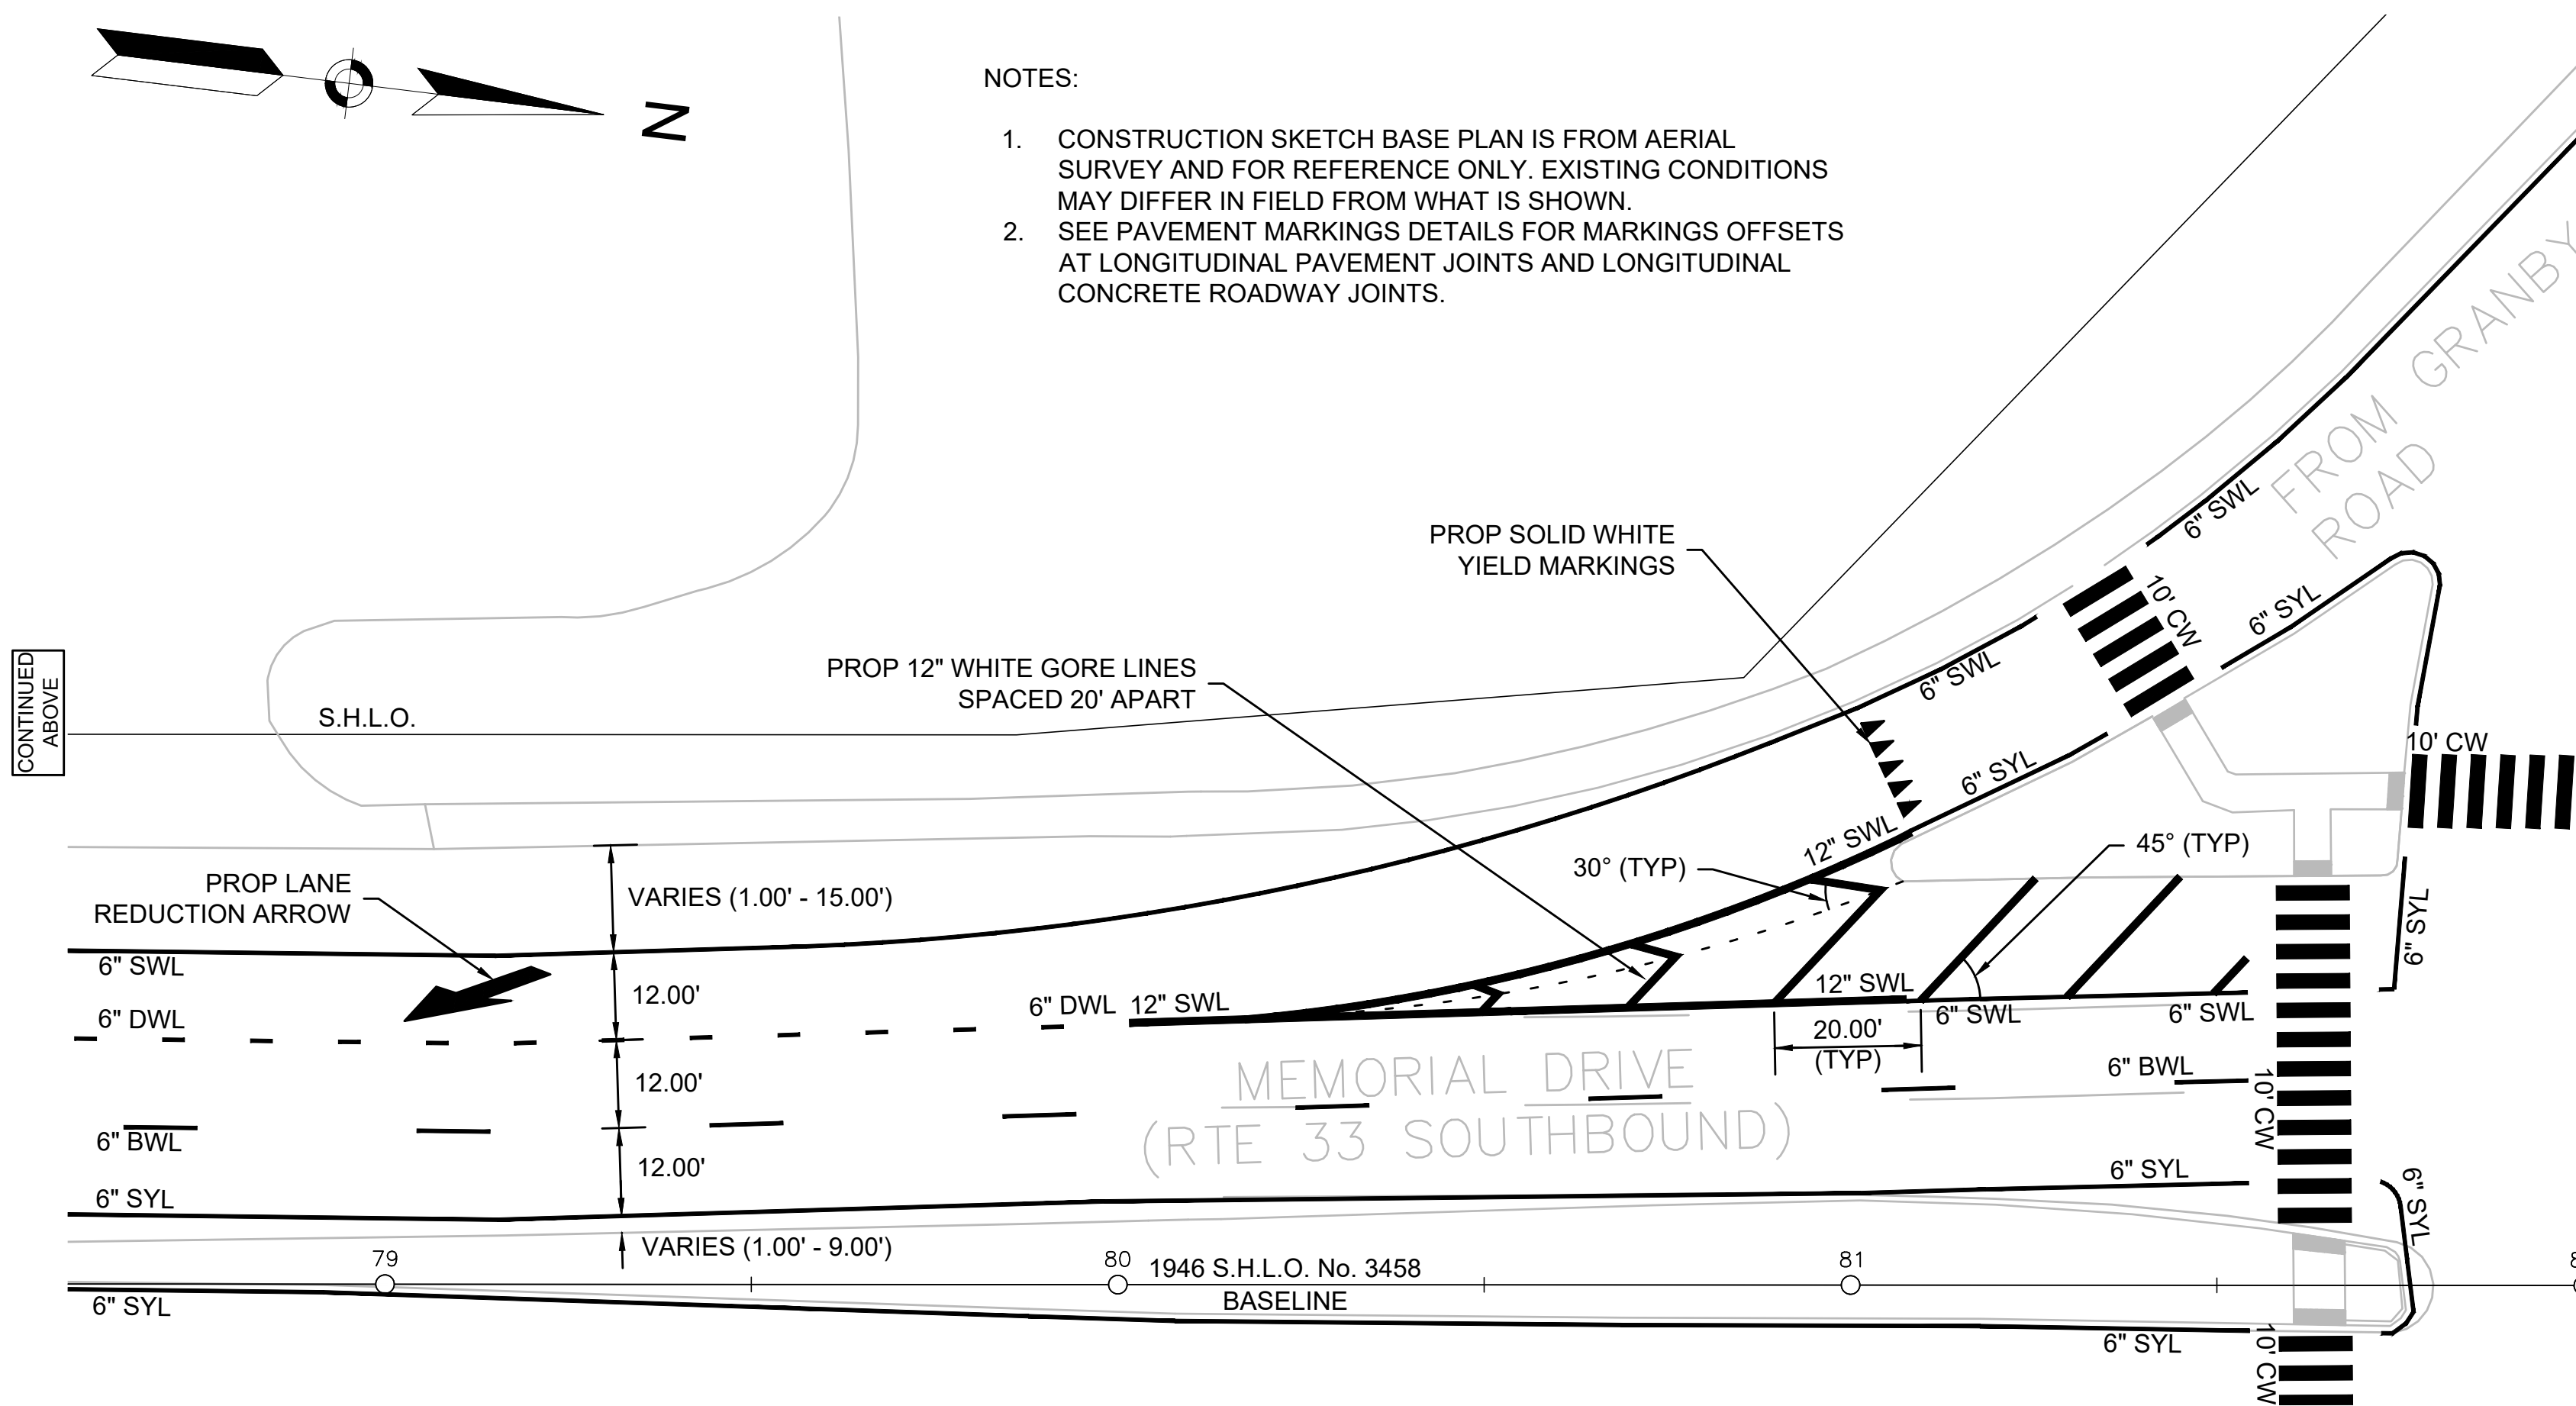 N
NOTES:
1. CONSTRUCTION SKETCH BASE PLAN IS FROM AERIAL
SURVEY AND FOR REFERENCE ONLY. EXISTING CONDITIONS
MAY DIFFER IN FIELD FROM WHAT IS SHOWN.
2. SEE PAVEMENT MARKINGS DETAILS FOR MARKINGS OFFSETS
AT LONGITUDINAL PAVEMENT JOINTS AND LONGITUDINAL
CONCRETE ROADWAY JOINTS.
FROM GRANBY
ROAD
6" SWL
PROP SOLID WHITE
YIELD MARKINGS
10' CW
6" SYL
PROP 12" WHITE GORE LINES
SPACED 20' APART
6" SWL
CONTINUED
ABOVE
S.H.L.O.
10' CW
6" SYL
12" SWL
45° (TYP)
30° (TYP)
PROP LANE
REDUCTION ARROW
VARIES (1.00' - 15.00')
6" SYL
6" SWL
12.00'
12" SWL
6" DWL
6" DWL
12" SWL
6" SWL
6" SWL
20.00'
(TYP)
MEMORIAL DRIVE
(RTE 33 SOUTHBOUND)
12.00'
6" BWL
10' CW
6" BWL
12.00'
6" SYL
6" SYL
6" SYL
VARIES (1.00' - 9.00')
79
80
81
1946 S.H.L.O. No. 3458
BASELINE
6" SYL
6" SYL
10' CW